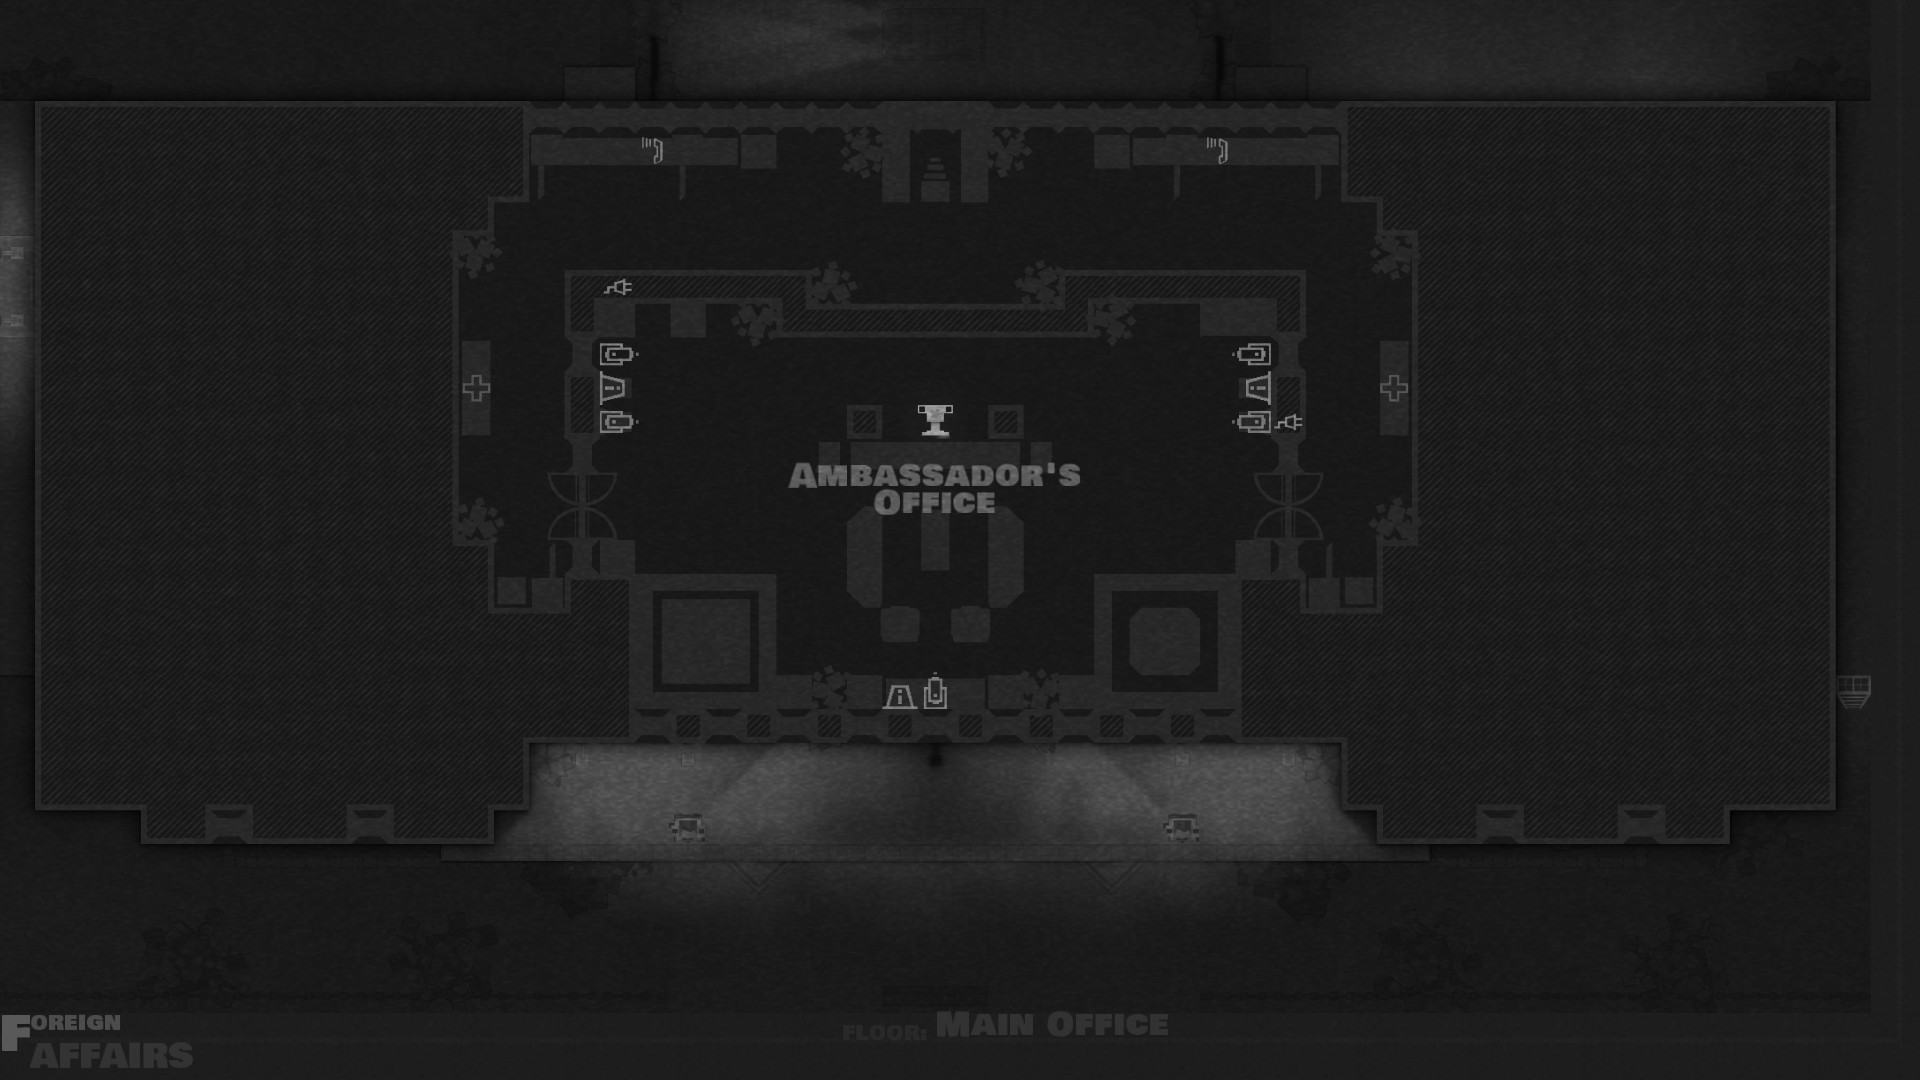 AMBASSADOR'S
OFFICE
FLOOR: MAIN OFFICE
FOREIGN
AFFAIRS